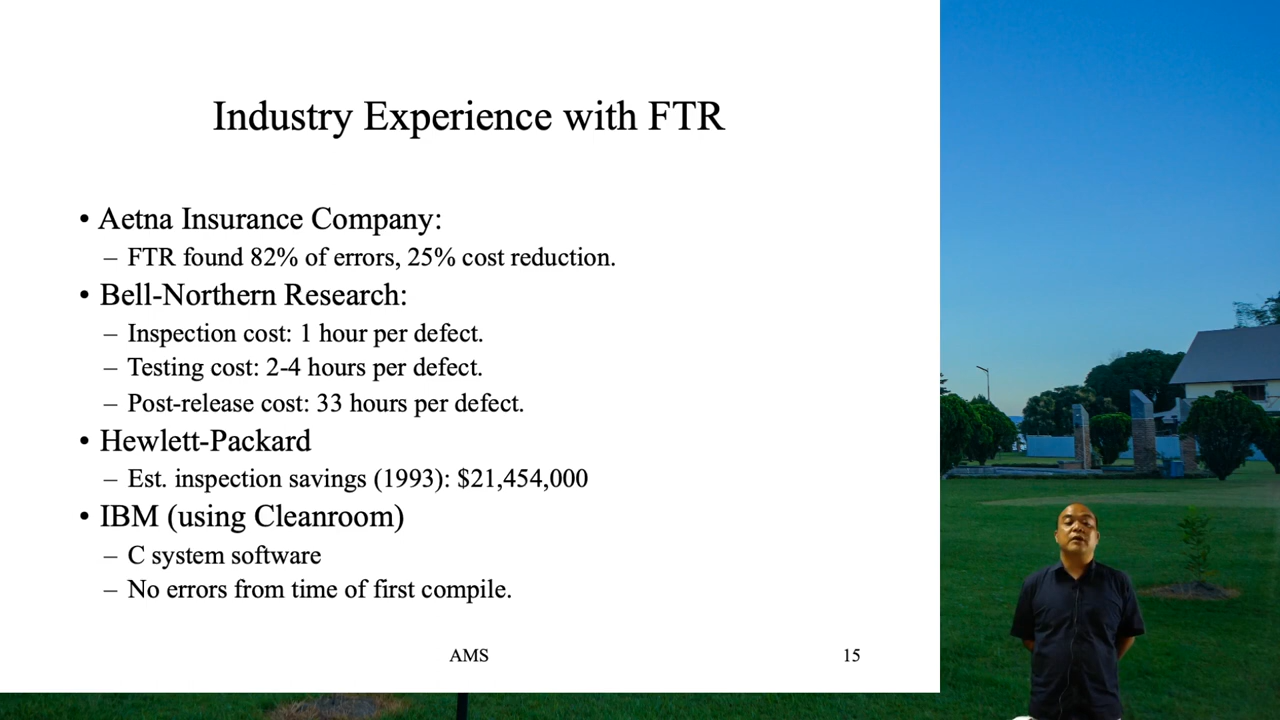 Industry Experience with FTR
• Aetna Insurance Company:
– FTR found 82% of errors, 25% cost reduction.
• Bell-Northern Research:
– Inspection cost: 1 hour per defect.
– Testing cost: 2-4 hours per defect.
– Post-release cost: 33 hours per defect.
• Hewlett-Packard
– Est. inspection savings (1993): $21,454,000
• IBM (using Cleanroom)
– C system software
– No errors from time of first compile.
AMS
15